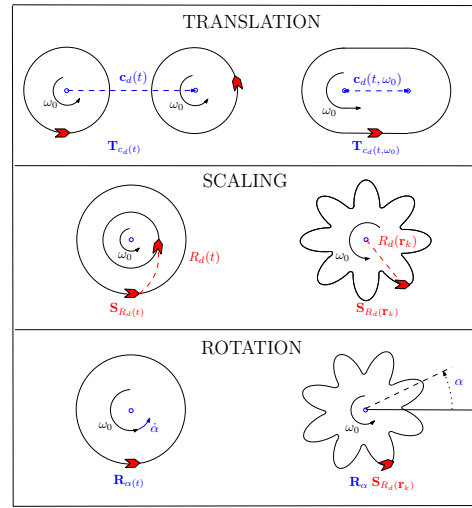 TRANSLATION
c_d(t) c_d(t, ω_0)
ω_0 ω_0 ω_0
T_{c_d(t)} T_{c_d(t,ω_0)}
SCALING
ω_0 R_d(t) ω_0 R_d(r_k)
S_{R_d(t)} S_{R_d(r_k)}
ROTATION
α
ω_0 α̇ ω_0
R_{α(t)} R_α S_{R_d(r_k)}